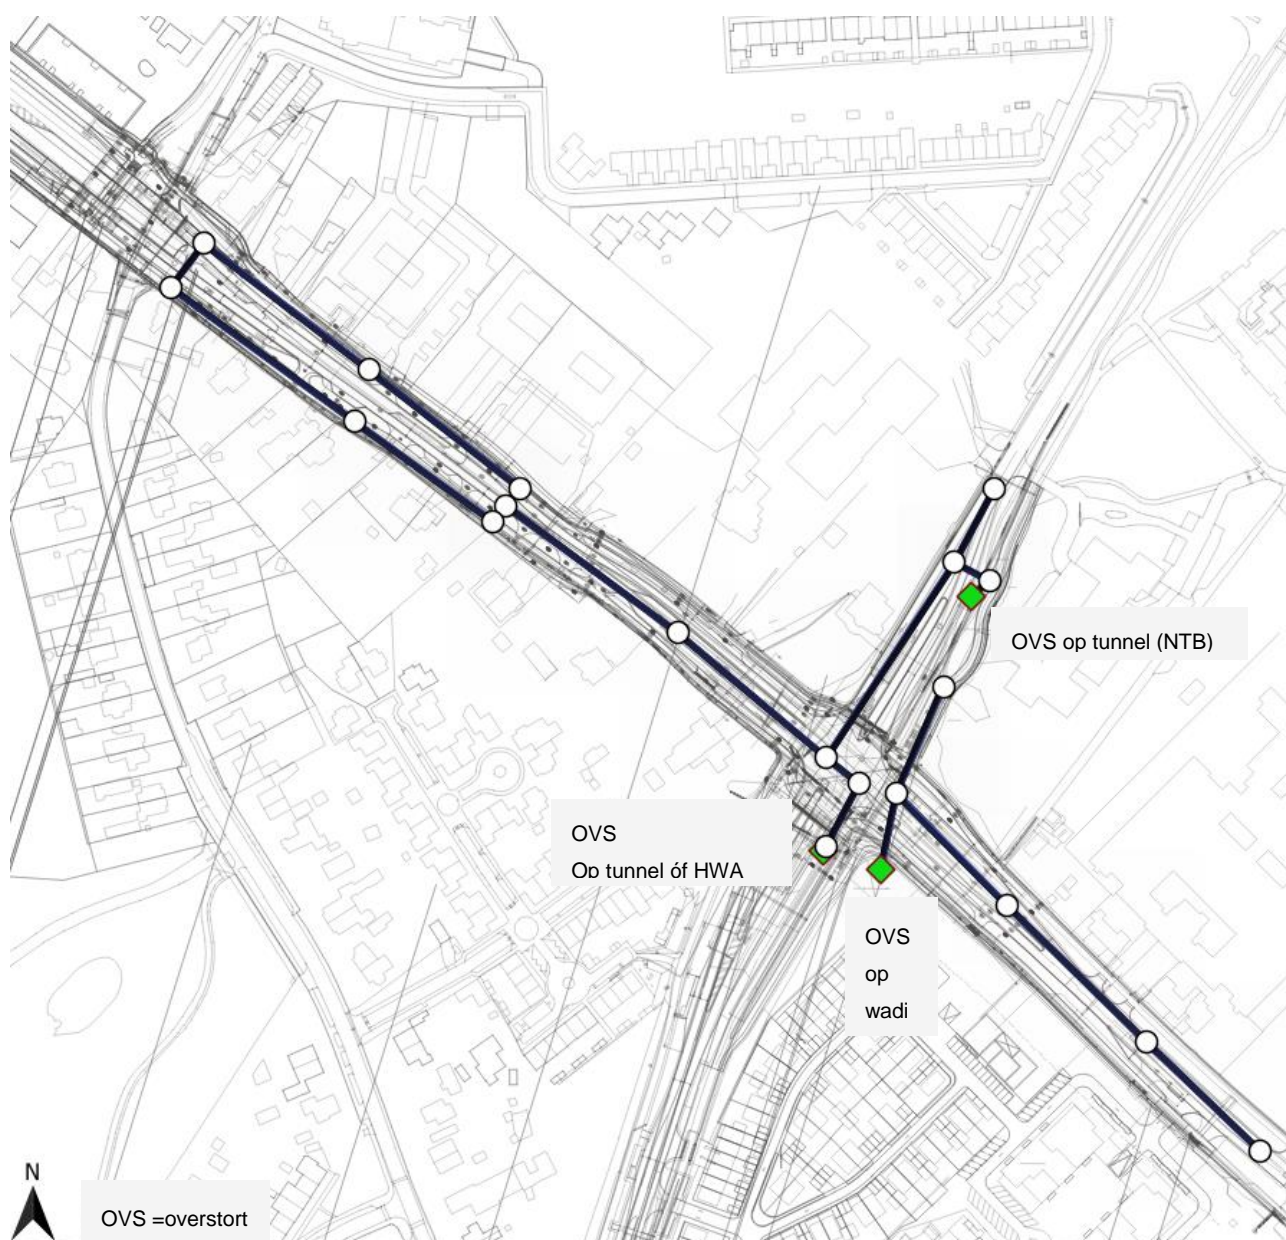 OVS op tunnel (NTB)
OVS
Op tunnel óf HWA
OVS
op
wadi
N
OVS =overstort